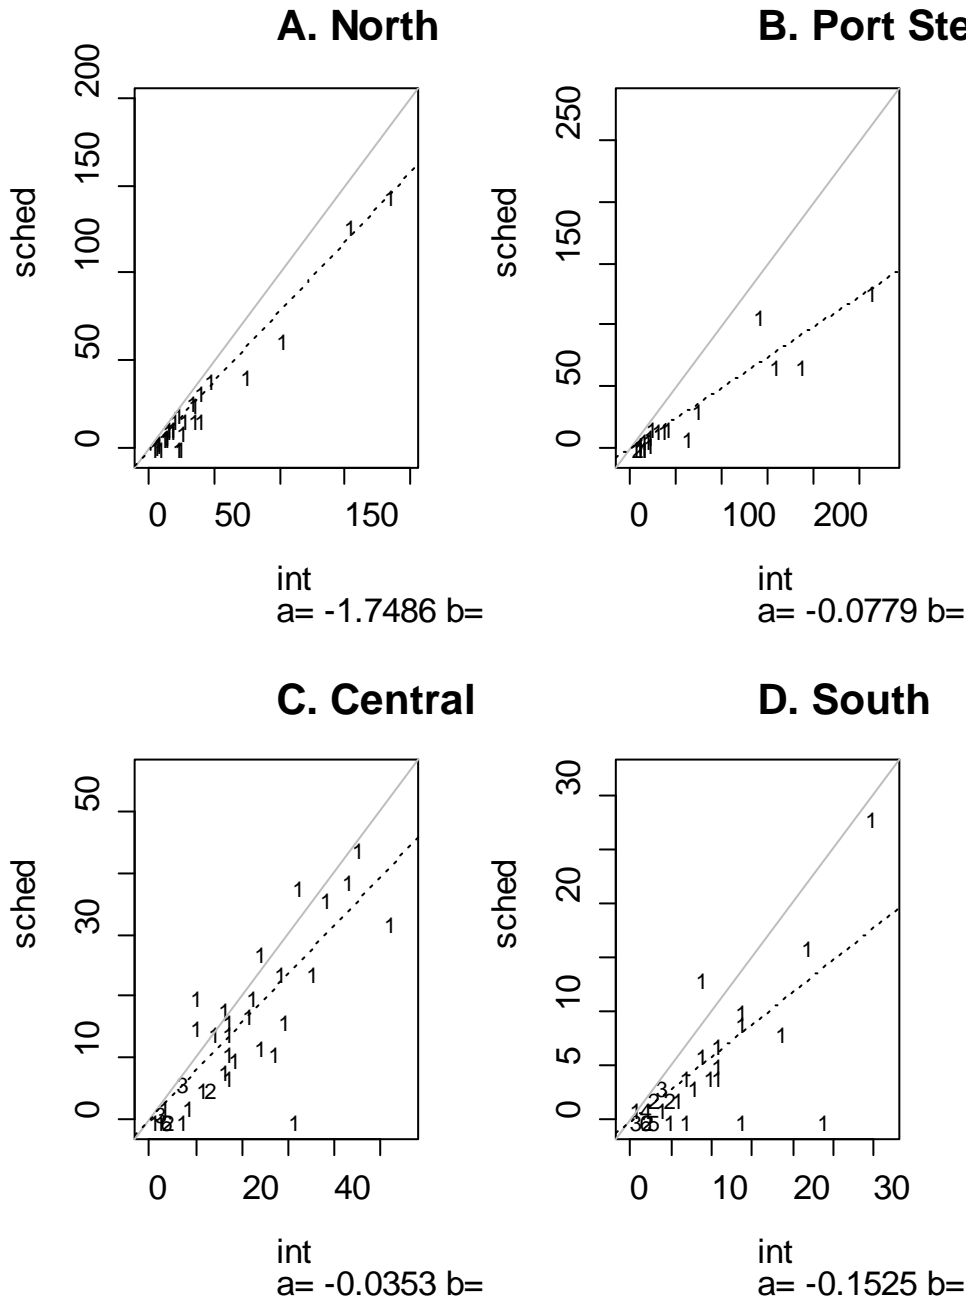 A. North
B. Port Ste
200
150
100
50
0
sched
0 50 150
int
a= -1.7486 b=
250
150
50
0
sched
0 100 200
int
a= -0.0779 b=
C. Central
D. South
50
30
10
0
sched
0 20 40
int
a= -0.0353 b=
30
20
10
5
0
sched
0 10 20 30
int
a= -0.1525 b=